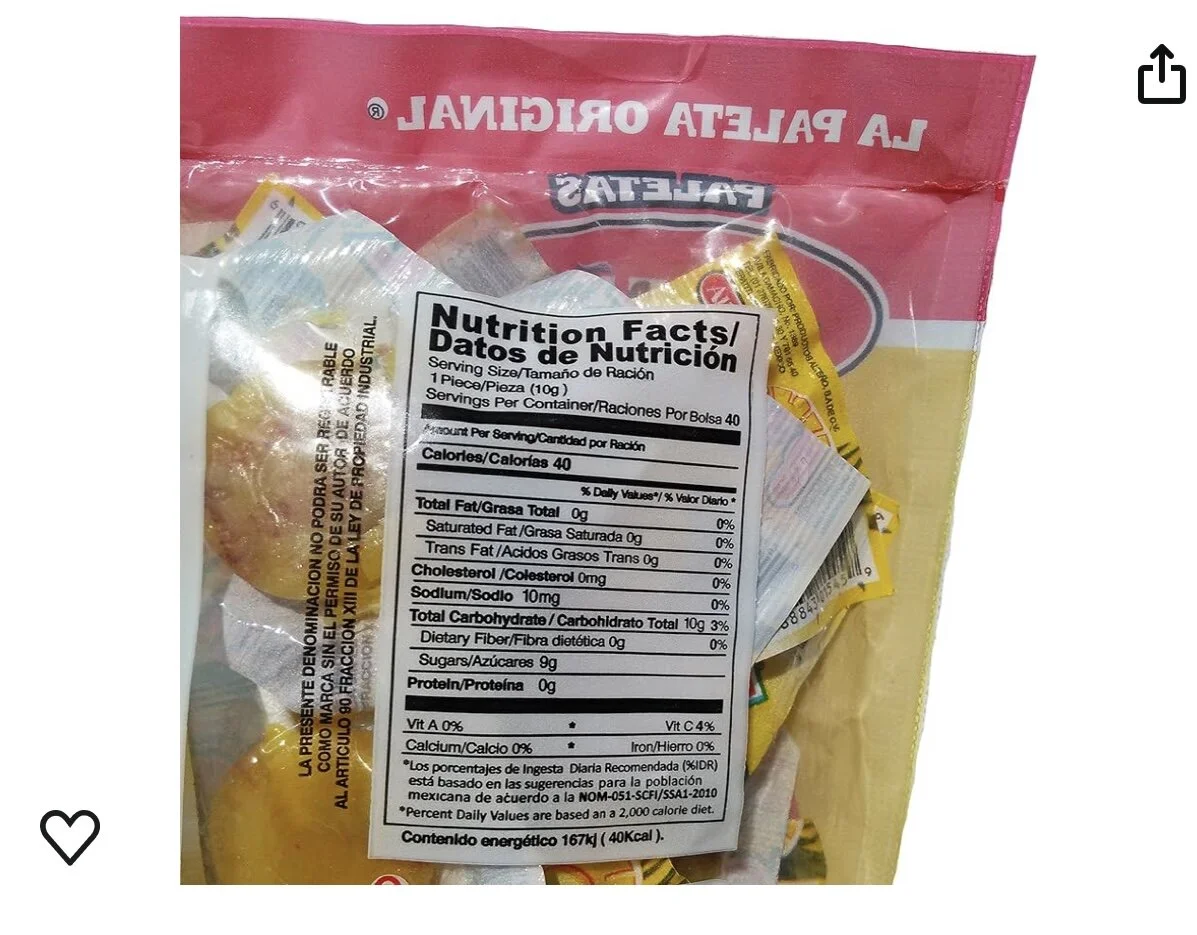 LA PALETA ORIGINAL ®
PALETAS
Nutrition Facts/
Datos de Nutrición
Serving Size/Tamaño de Ración
1 Piece/Pieza (10g)
Servings Per Container/Raciones Por Bolsa 40
Amount Per Serving/Cantidad por Ración
Calories/Calorías 40
% Daily Values*/ % Valor Diario *
Total Fat/Grasa Total 0g 0%
Saturated Fat/Grasa Saturada 0g 0%
Trans Fat/Acidos Grasos Trans 0g 0%
Cholesterol /Colesterol 0mg 0%
Sodium/Sodio 10mg 0%
Total Carbohydrate / Carbohidrato Total 10g 3%
Dietary Fiber/Fibra dietética 0g 0%
Sugars/Azúcares 9g
Protein/Proteína 0g
Vit A 0% * Vit C 4%
Calcium/Calcio 0% * Iron/Hierro 0%
*Los porcentajes de Ingesta Diaria Recomendada (%IDR)
está basado en las sugerencias para la población
mexicana de acuerdo a la NOM-051-SCFI/SSA1-2010
*Percent Daily Values are based an a 2,000 calorie diet.
Contenido energético 167kj ( 40Kcal ).
LA PRESENTE DENOMINACION NO PODRA SER REGISTRABLE
COMO MARCA SIN EL PERMISO DE SU AUTOR DE ACUERDO
AL ARTICULO 90 FRACCION XIII DE LA LEY DE PROPIEDAD INDUSTRIAL.